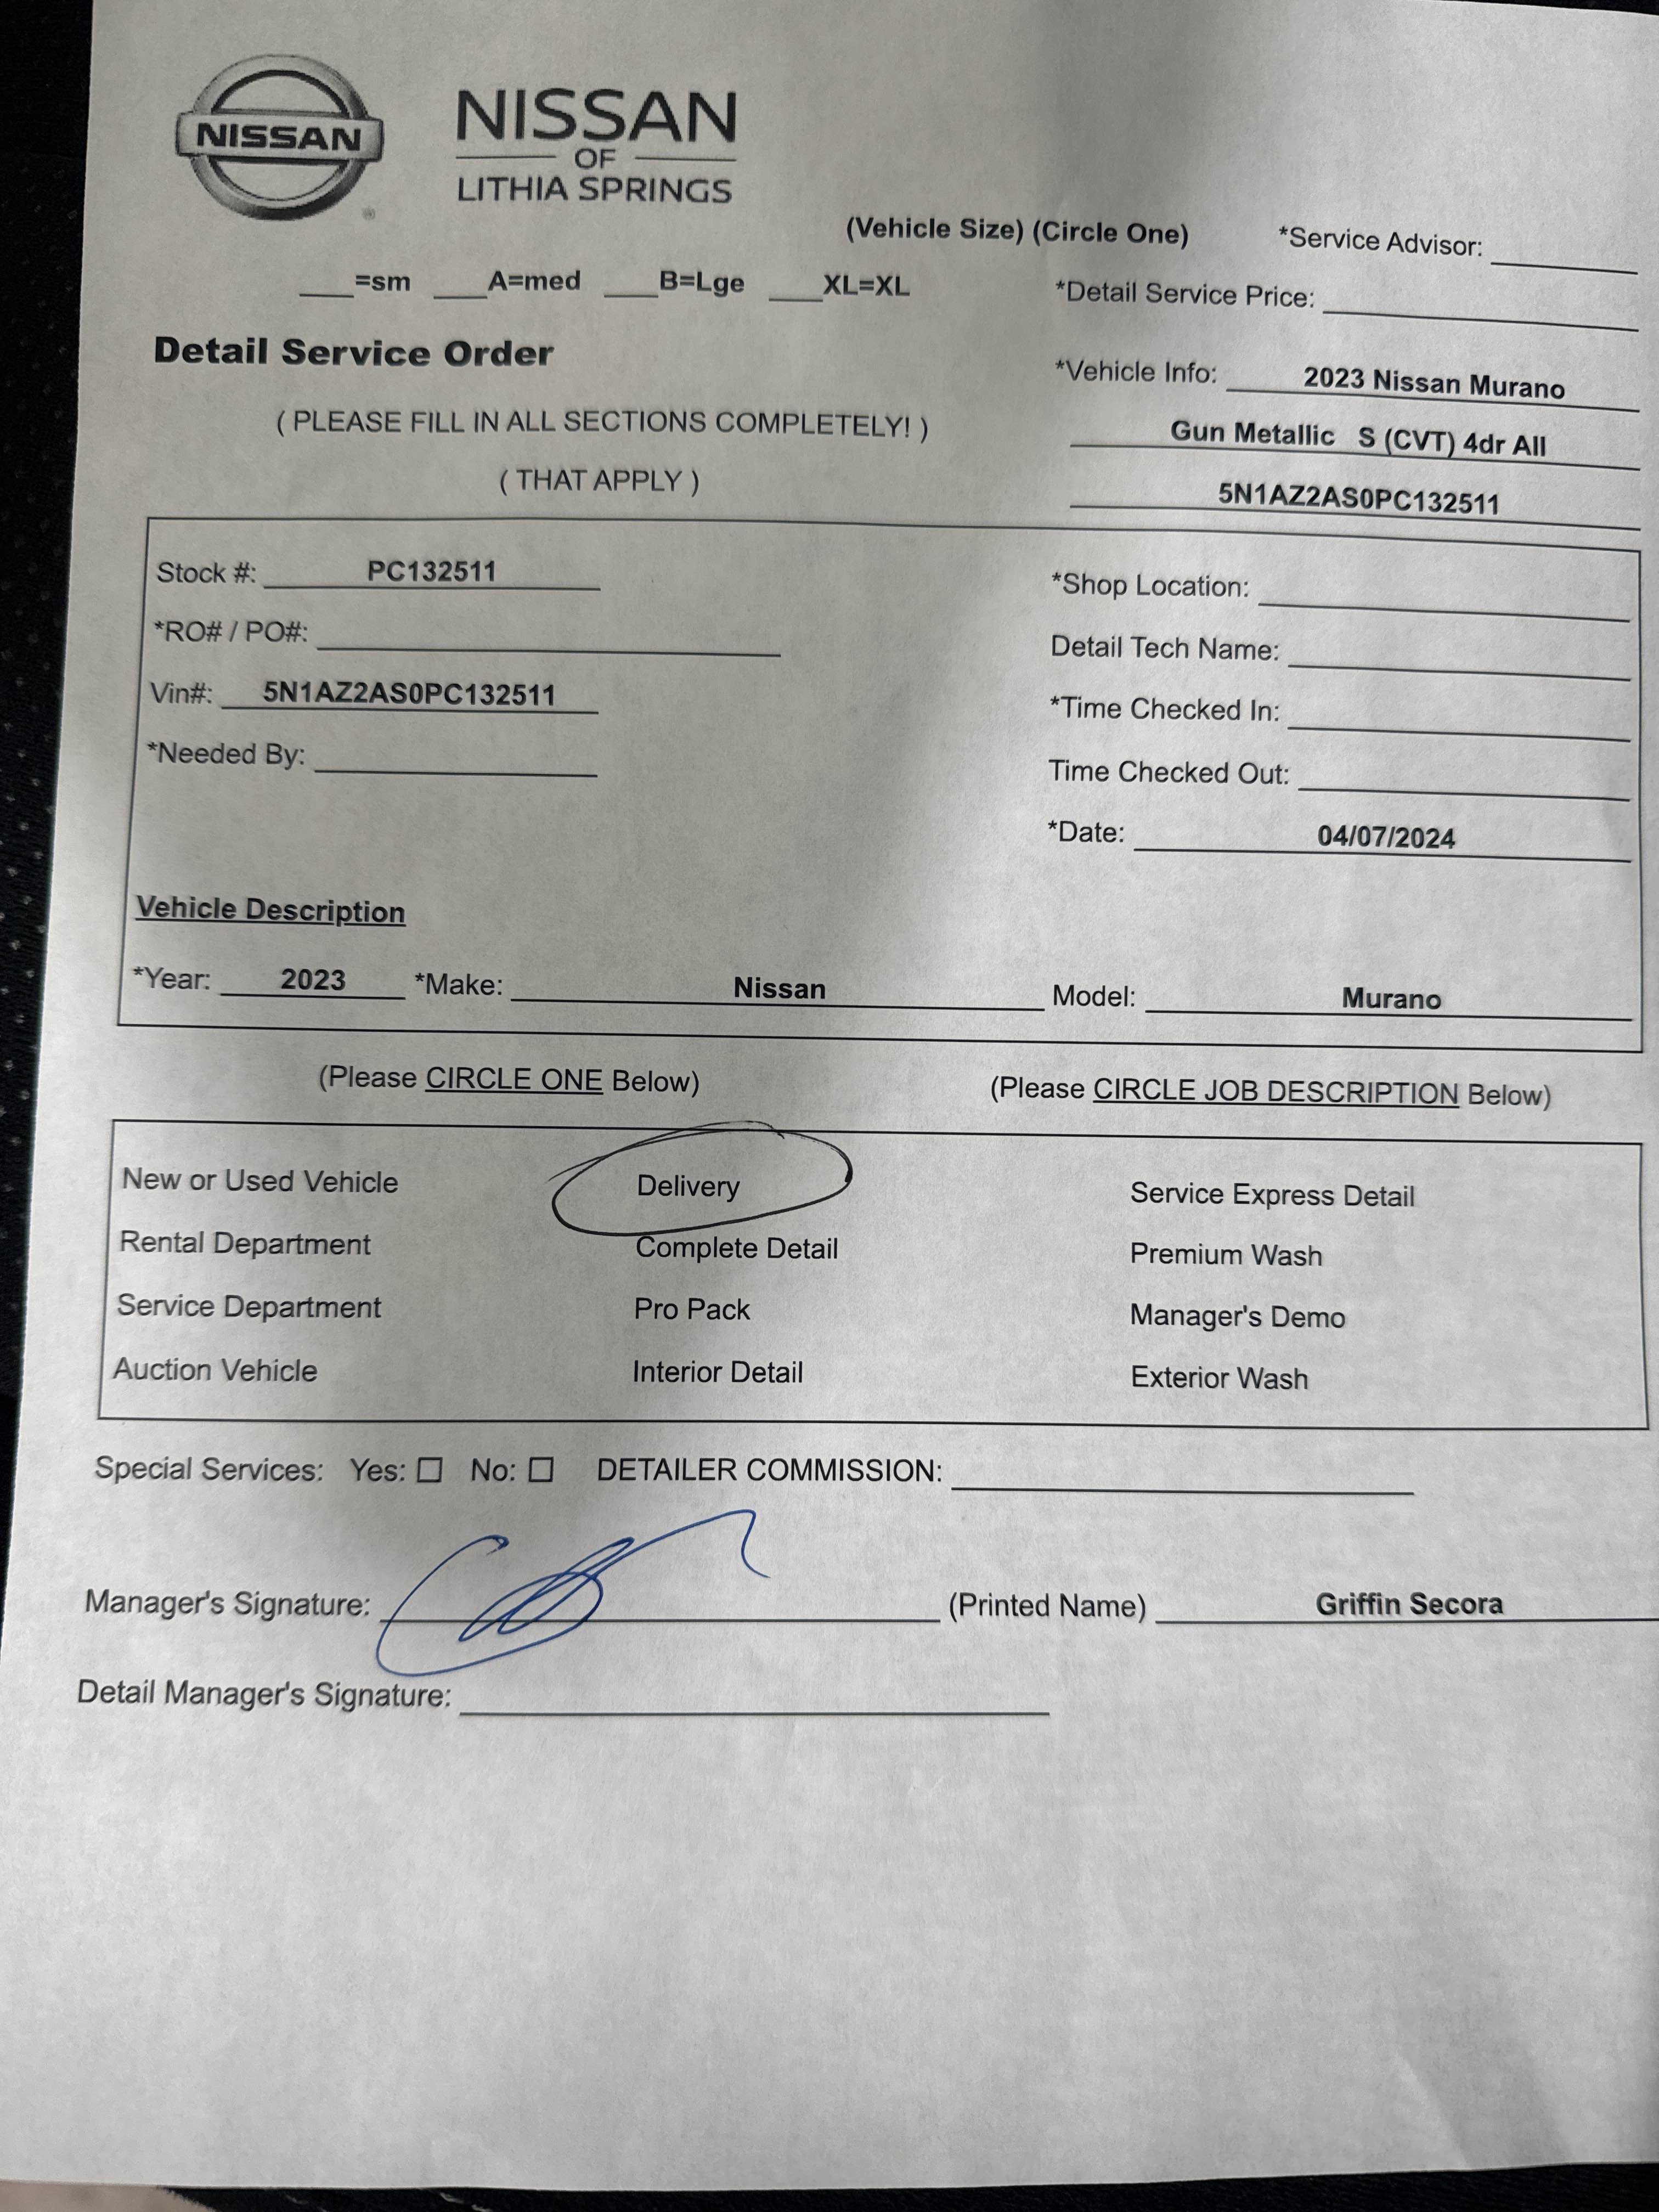 NISSAN
NISSAN
OF
LITHIA SPRINGS
(Vehicle Size) (Circle One) *Service Advisor:
=sm A=med B=Lge XL=XL *Detail Service Price:
Detail Service Order
*Vehicle Info: 2023 Nissan Murano
( PLEASE FILL IN ALL SECTIONS COMPLETELY! ) Gun Metallic S (CVT) 4dr All
( THAT APPLY ) 5N1AZ2AS0PC132511
Stock #: PC132511 *Shop Location:
*RO# / PO#: Detail Tech Name:
Vin#: 5N1AZ2AS0PC132511 *Time Checked In:
*Needed By: Time Checked Out:
*Date: 04/07/2024
Vehicle Description
*Year: 2023 *Make: Nissan Model: Murano
(Please CIRCLE ONE Below) (Please CIRCLE JOB DESCRIPTION Below)
New or Used Vehicle Delivery Service Express Detail
Rental Department Complete Detail Premium Wash
Service Department Pro Pack Manager's Demo
Auction Vehicle Interior Detail Exterior Wash
Special Services: Yes: No: DETAILER COMMISSION:
Manager's Signature: (Printed Name) Griffin Secora
Detail Manager's Signature: